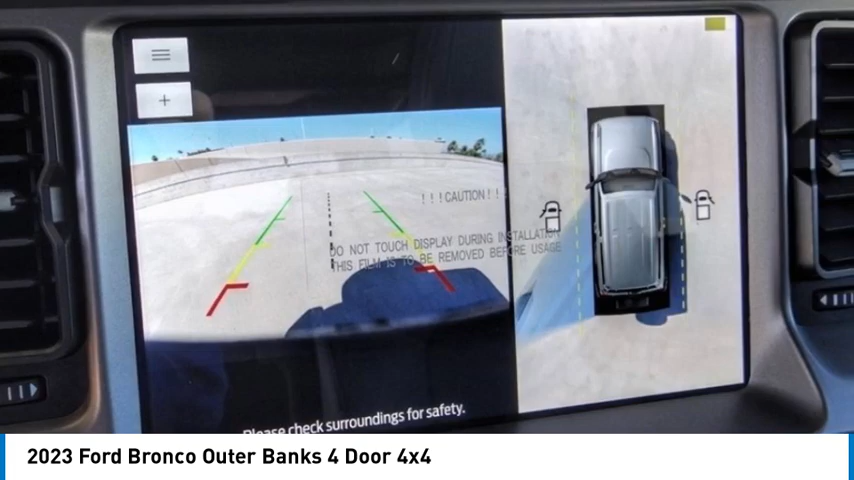 ! ! ! CAUTION ! !
DO NOT TOUCH DISPLAY DURING INSTALLATION
THIS FILM IS TO BE REMOVED BEFORE USAGE
Please check surroundings for safety.
2023 Ford Bronco Outer Banks 4 Door 4x4